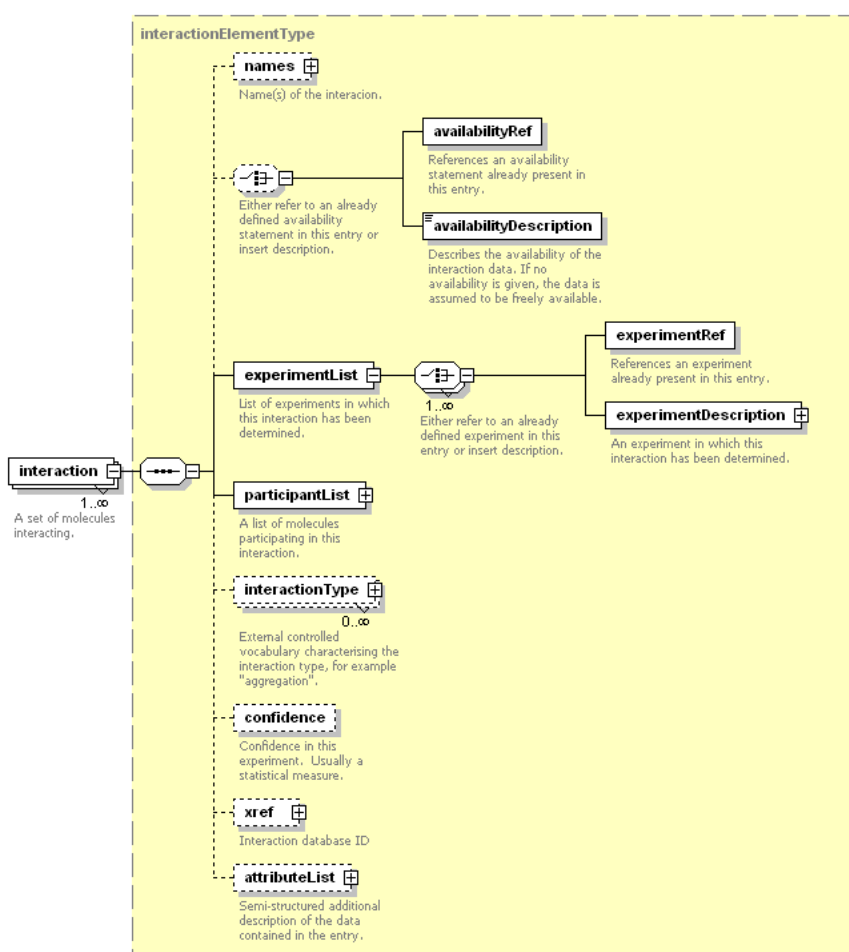 interactionElementType
names
Name(s) of the interacion.
availabilityRef
References an availability
statement already present in
this entry.
Either refer to an already
defined availability
statement in this entry or
insert description.
availabilityDescription
Describes the availability of the
interaction data. If no
availability is given, the data is
assumed to be freely available.
experimentList
List of experiments in which
this interaction has been
determined.
1..∞
Either refer to an already
defined experiment in this
entry or insert description.
experimentRef
References an experiment
already present in this entry.
experimentDescription
An experiment in which this
interaction has been determined.
interaction
1..∞
A set of molecules
interacting.
participantList
A list of molecules
participating in this
interaction.
interactionType
0..∞
External controlled
vocabulary characterising the
interaction type, for example
"aggregation".
confidence
Confidence in this
experiment. Usually a
statistical measure.
xref
Interaction database ID
attributeList
Semi-structured additional
description of the data
contained in the entry.